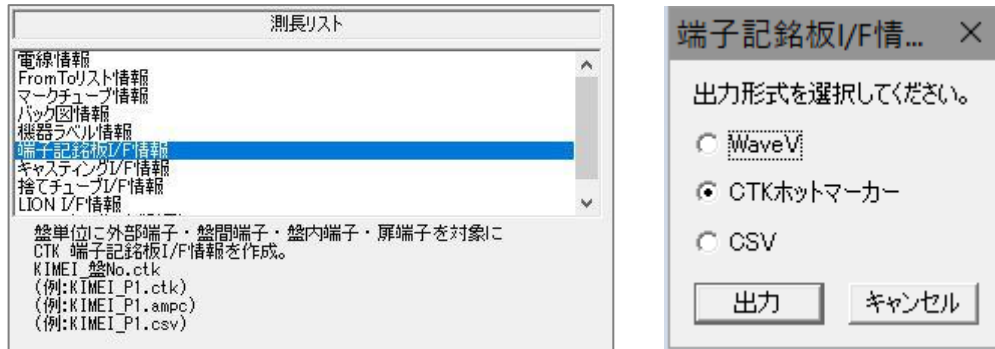 測長リスト
電線情報
FromToリスト情報
マークチューブ情報
バック図情報
機器ラベル情報
端子記銘板I/F情報
キャスティングI/F情報
捨てチューブI/F情報
LION I/F情報
盤単位に外部端子・盤間端子・盤内端子・扉端子を対象に
CTK 端子記銘板I/F情報を作成。
KIMEI_盤No.ctk
(例:KIMEI_P1.ctk)
(例:KIMEI_P1.ampc)
(例:KIMEI_P1.csv)
端子記銘板I/F情...
出力形式を選択してください。
WaveV
CTKホットマーカー
CSV
出力 キャンセル